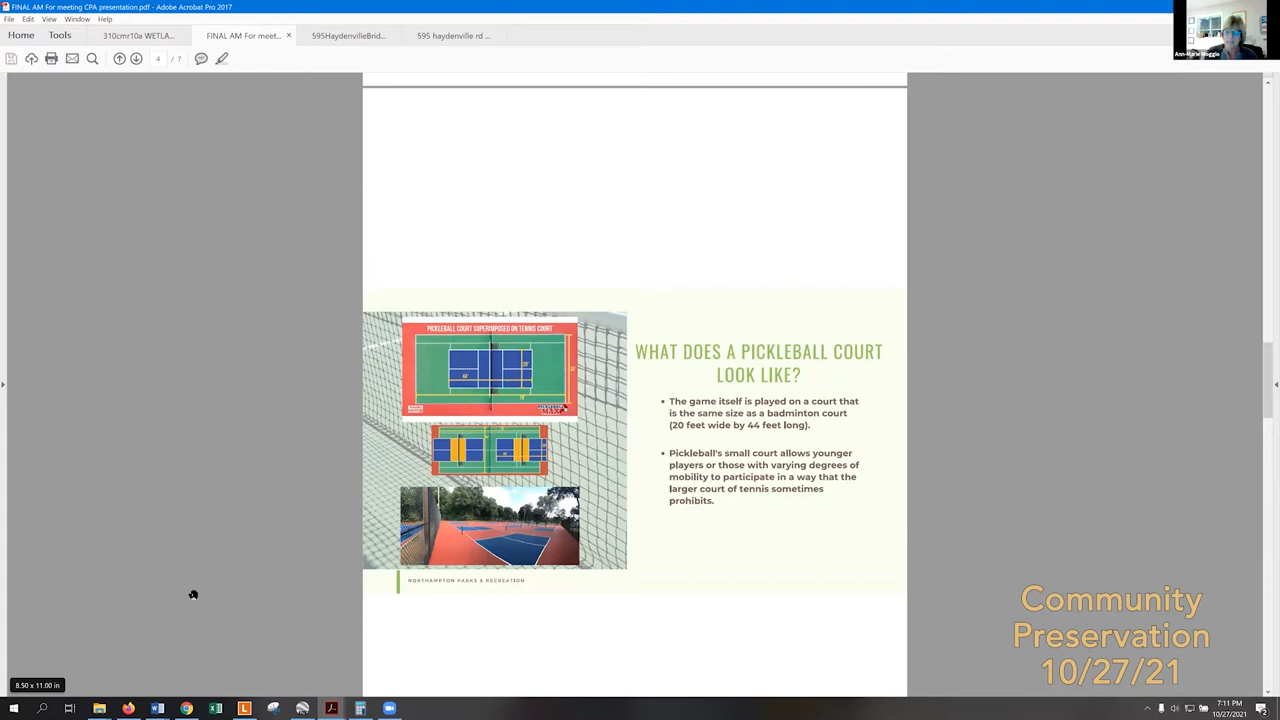 FINAL AM For meeting CPA presentation.pdf - Adobe Acrobat Pro 2017
File Edit View Window Help
Home Tools 310cmr10a WETLA... FINAL AM For meet... × 595HaydenvilleBrid... 595 haydenville rd ...
4 / 7
Ann-Marie Moggio
PICKLEBALL COURT SUPERIMPOSED ON TENNIS COURT
44'
20'
WHAT DOES A PICKLEBALL COURT
LOOK LIKE?
• The game itself is played on a court that
is the same size as a badminton court
(20 feet wide by 44 feet long).
• Pickleball's small court allows younger
players or those with varying degrees of
mobility to participate in a way that the
larger court of tennis sometimes
prohibits.
NORTHAMPTON PARKS & RECREATION
Community
Preservation
10/27/21
8.50 x 11.00 in
7:11 PM
10/27/2021